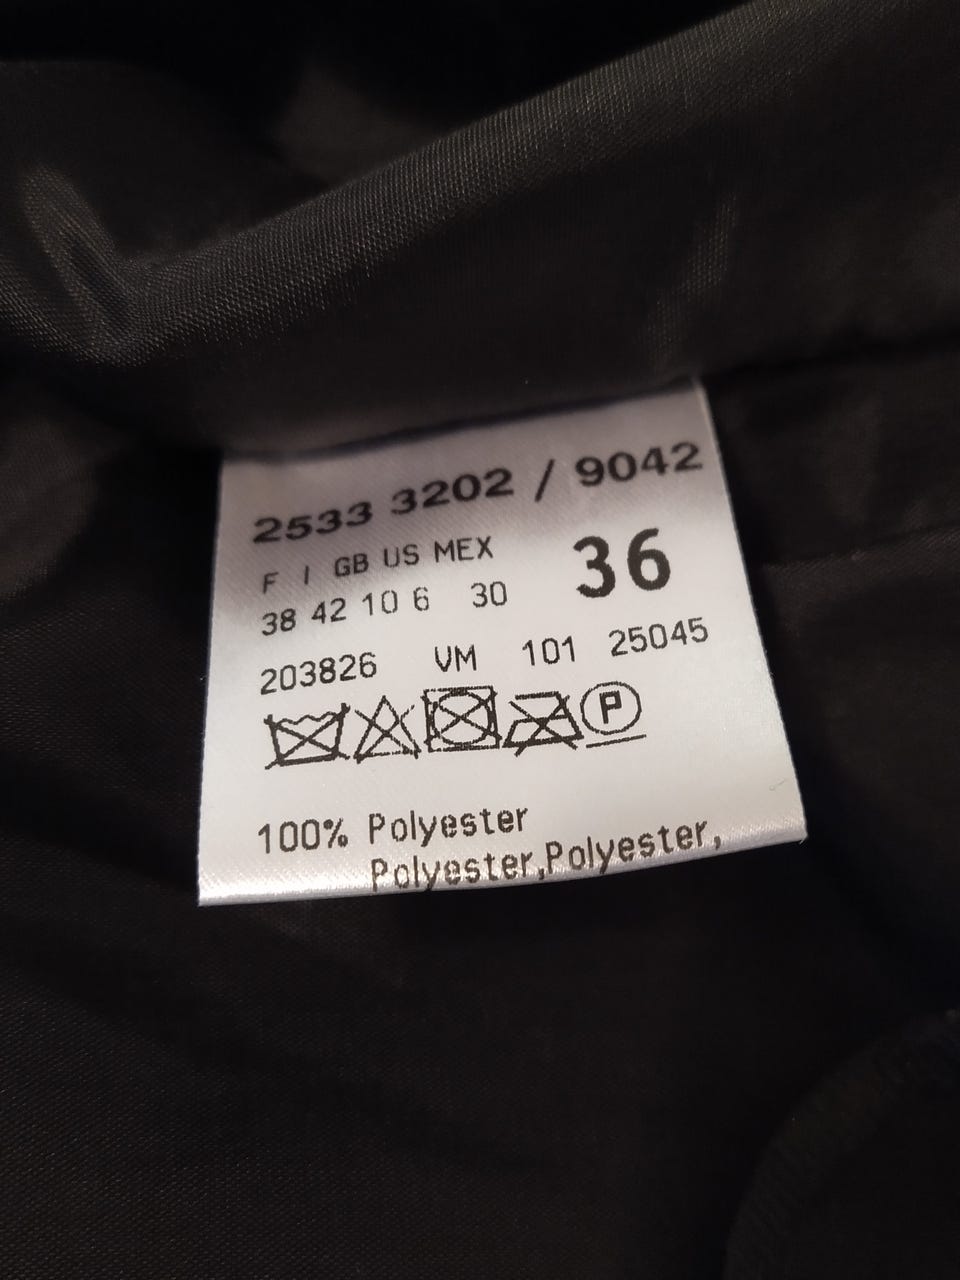 2533 3202 / 9042
F I GB US MEX
38 42 10 6 30
36
203826 VM 101 25045
P
100% Polyester
Polyester,Polyester,